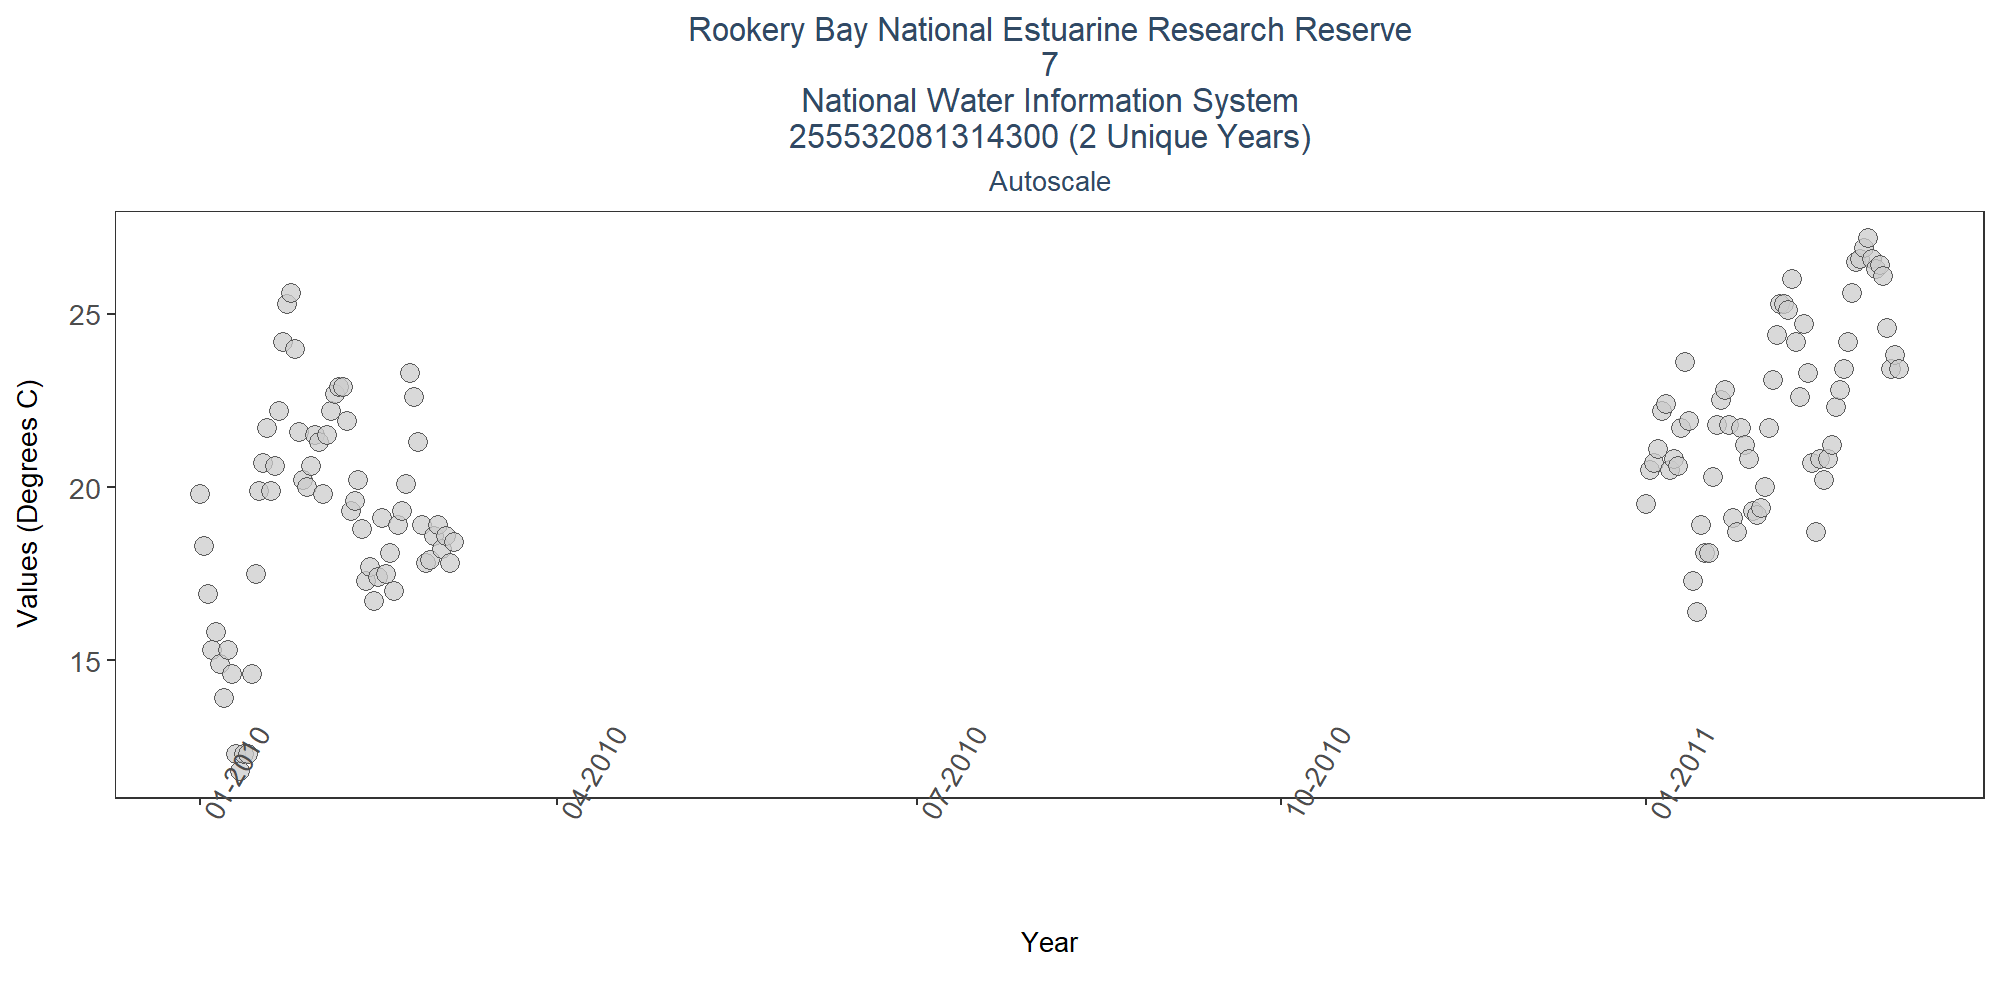 Rookery Bay National Estuarine Research Reserve
7
National Water Information System
255532081314300 (2 Unique Years)
Autoscale
Values (Degrees C)
25
20
15
01-2010
04-2010
07-2010
10-2010
01-2011
Year